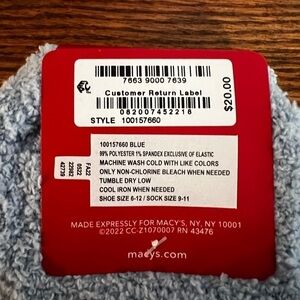 7663 9000 7639
Customer Return Label
082007452218
STYLE 100157660
$20.00
100157660 BLUE
99% POLYESTER 1% SPANDEX EXCLUSIVE OF ELASTIC
MACHINE WASH COLD WITH LIKE COLORS
ONLY NON-CHLORINE BLEACH WHEN NEEDED
TUMBLE DRY LOW
COOL IRON WHEN NEEDED
SHOE SIZE 6-12 / SOCK SIZE 9-11
FA22
0522
22982
42739
MADE EXPRESSLY FOR MACY'S, NY, NY 10001
©2022 CC-Z1070007 RN 43476
macys.com